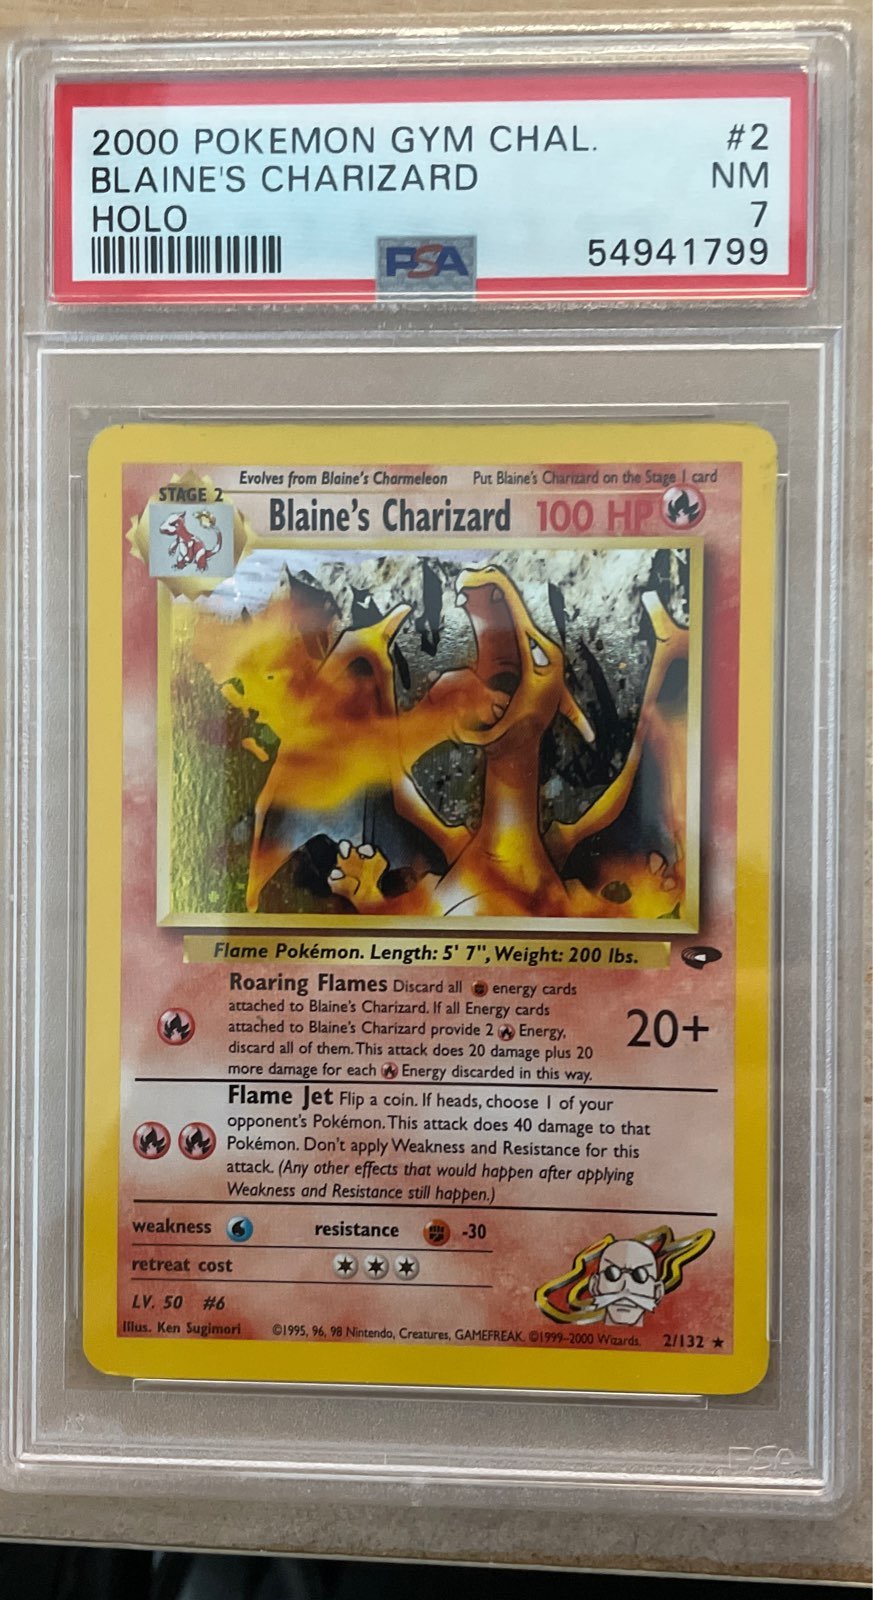 2000 POKEMON GYM CHAL. #2
BLAINE'S CHARIZARD NM
HOLO 7
PSA 54941799
Evolves from Blaine's Charmeleon Put Blaine's Charizard on the Stage 1 card
STAGE 2
Blaine's Charizard 100 HP
Flame Pokémon. Length: 5' 7", Weight: 200 lbs.
Roaring Flames Discard all energy cards
attached to Blaine's Charizard. If all Energy cards
attached to Blaine's Charizard provide 2 Energy,
discard all of them. This attack does 20 damage plus 20
more damage for each Energy discarded in this way.
20+
Flame Jet Flip a coin. If heads, choose 1 of your
opponent's Pokémon. This attack does 40 damage to that
Pokémon. Don't apply Weakness and Resistance for this
attack. (Any other effects that would happen after applying
Weakness and Resistance still happen.)
weakness resistance -30
retreat cost
LV. 50 #6
Illus. Ken Sugimori ©1995, 96, 98 Nintendo, Creatures, GAMEFREAK. ©1999-2000 Wizards. 2/132 ★
PSA